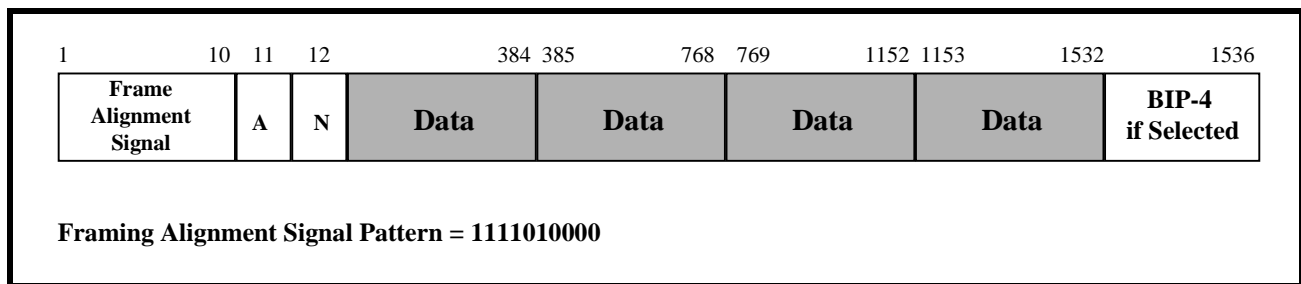 1 10 11 12 384 385 768 769 1152 1153 1532 1536
Frame
Alignment
Signal
A
N
Data
Data
Data
Data
BIP-4
if Selected
Framing Alignment Signal Pattern = 1111010000